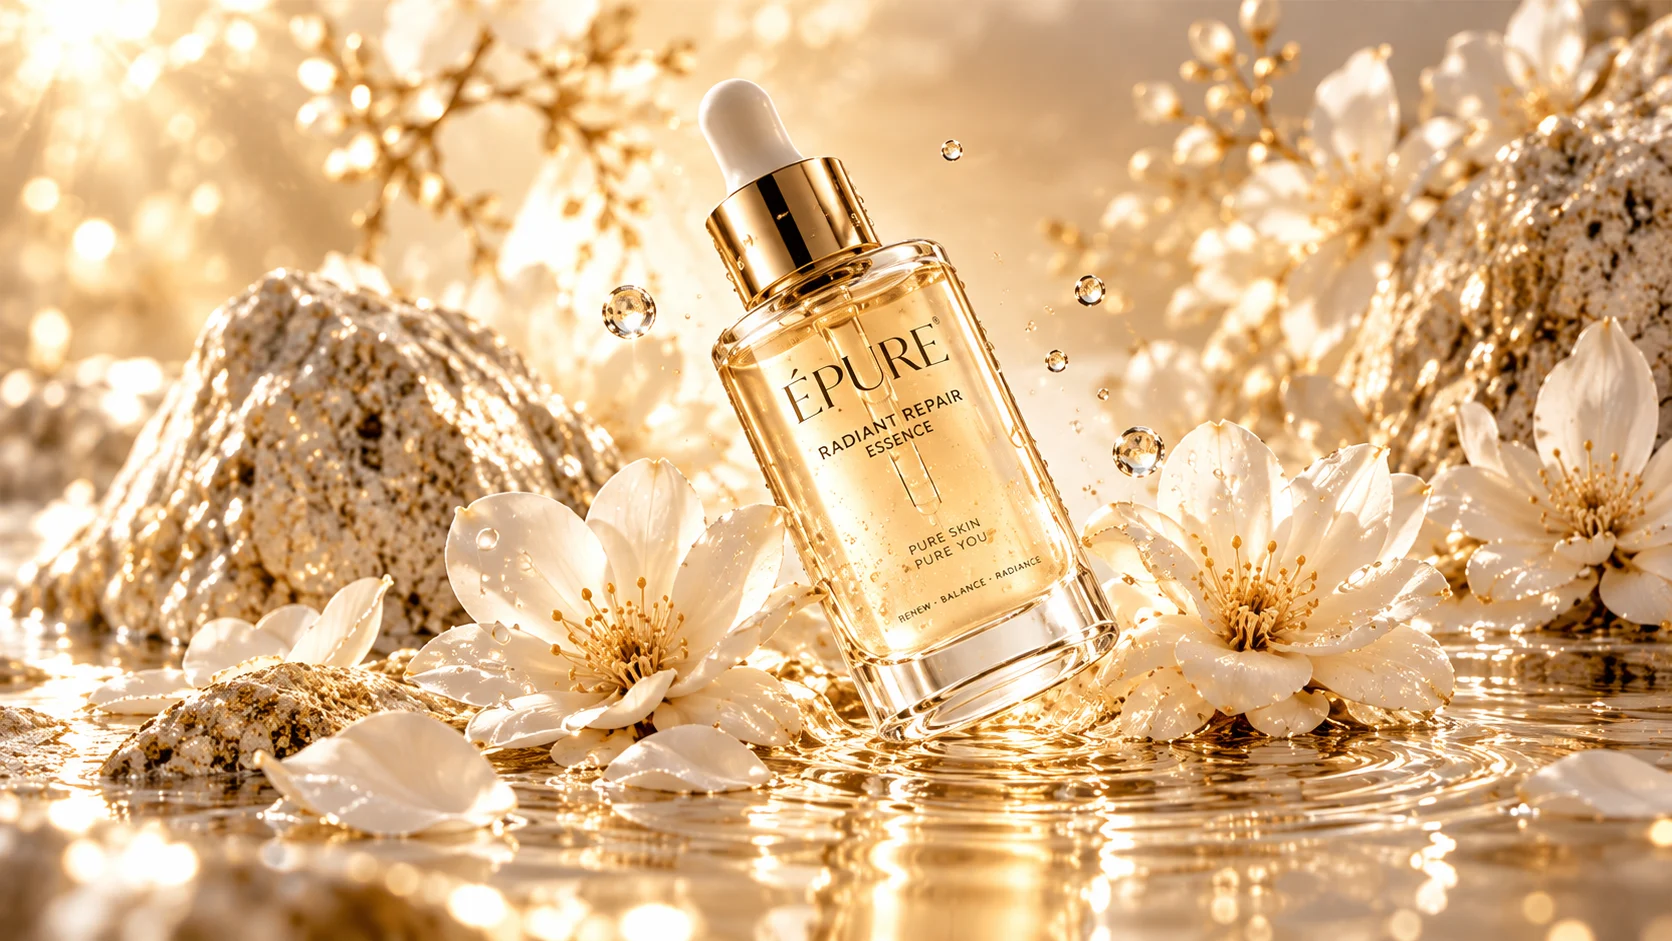 ÉPURE®
RADIANT REPAIR
ESSENCE
PURE SKIN
PURE YOU
RENEW · BALANCE · RADIANCE